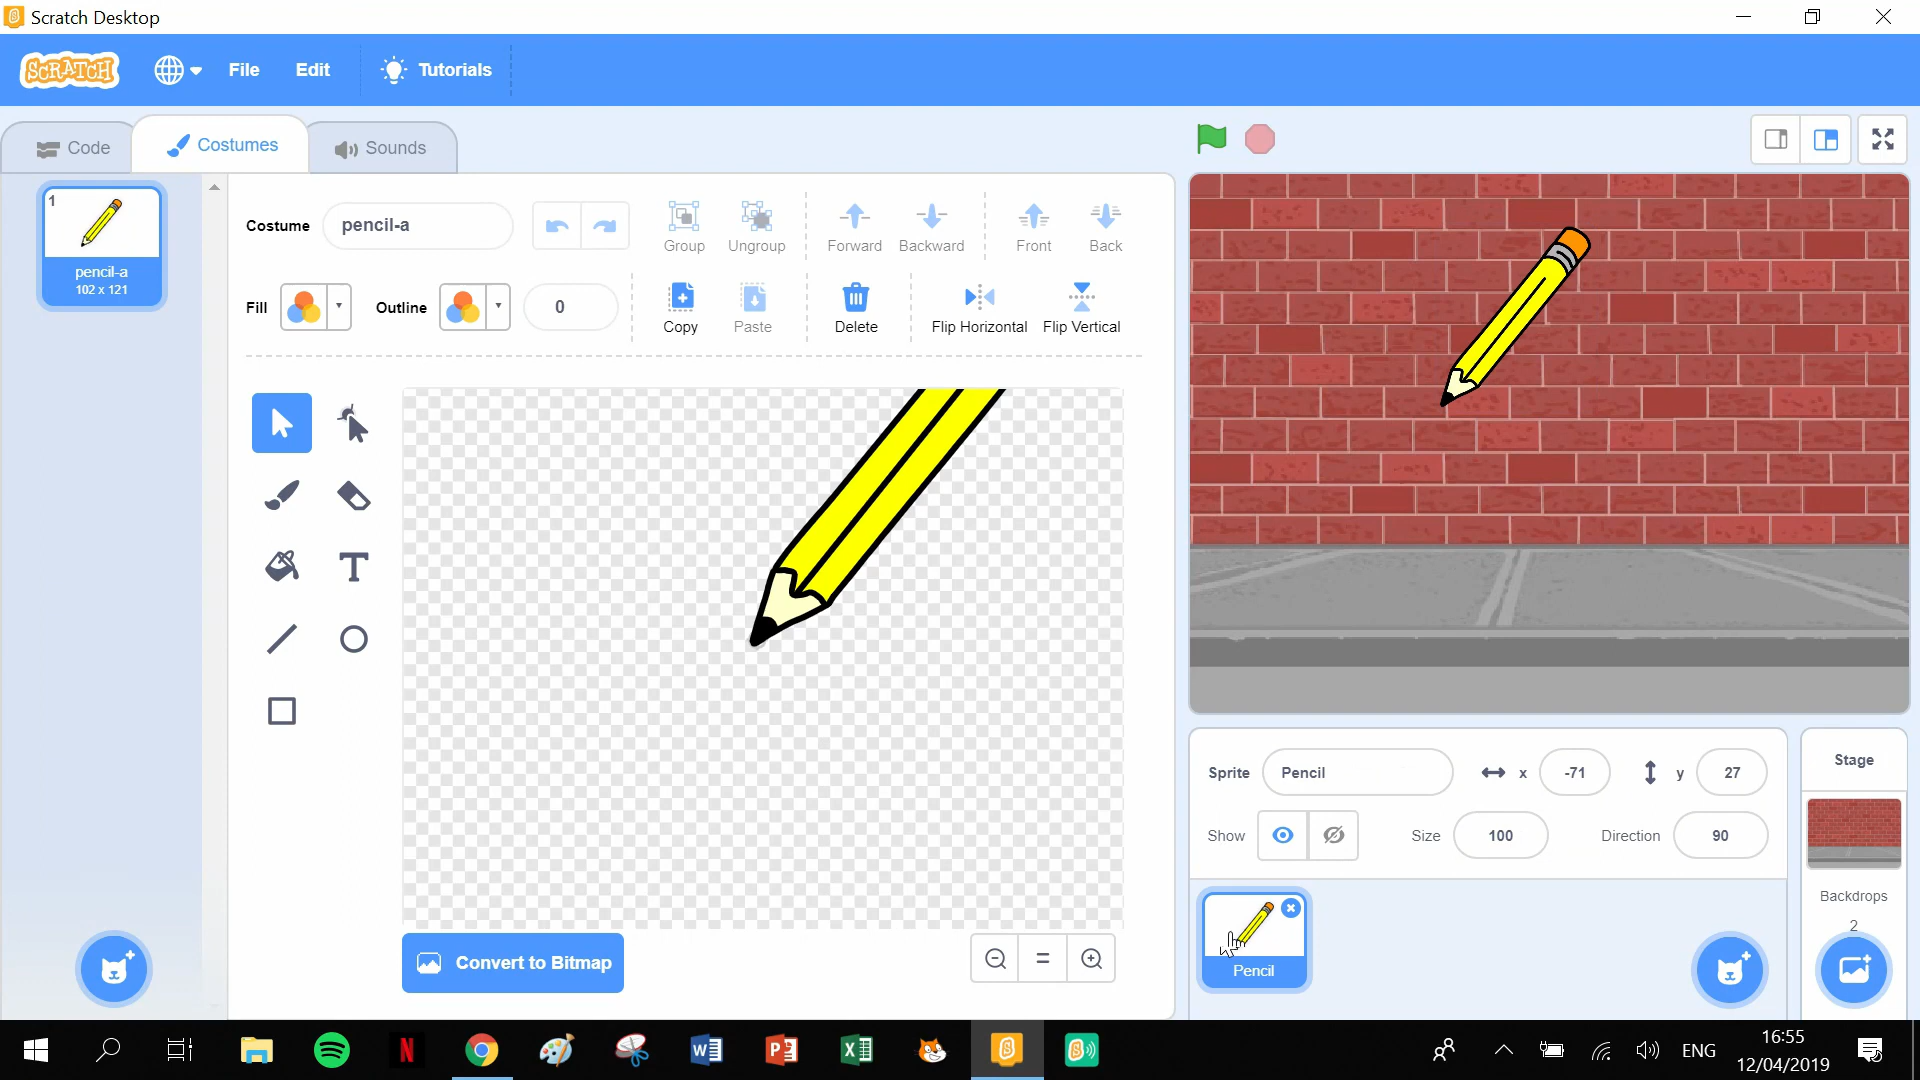 Scratch Desktop
SCRATCH
File
Edit
Tutorials
Code
Costumes
Sounds
1
pencil-a
102 x 121
Costume
pencil-a
Group
Ungroup
Forward
Backward
Front
Back
Fill
Outline
0
Copy
Paste
Delete
Flip Horizontal
Flip Vertical
T
Convert to Bitmap
=
Sprite
Pencil
x
-71
y
27
Show
Size
100
Direction
90
Pencil
Stage
Backdrops
2
N
W
P
X
S
S
ENG
16:55
12/04/2019